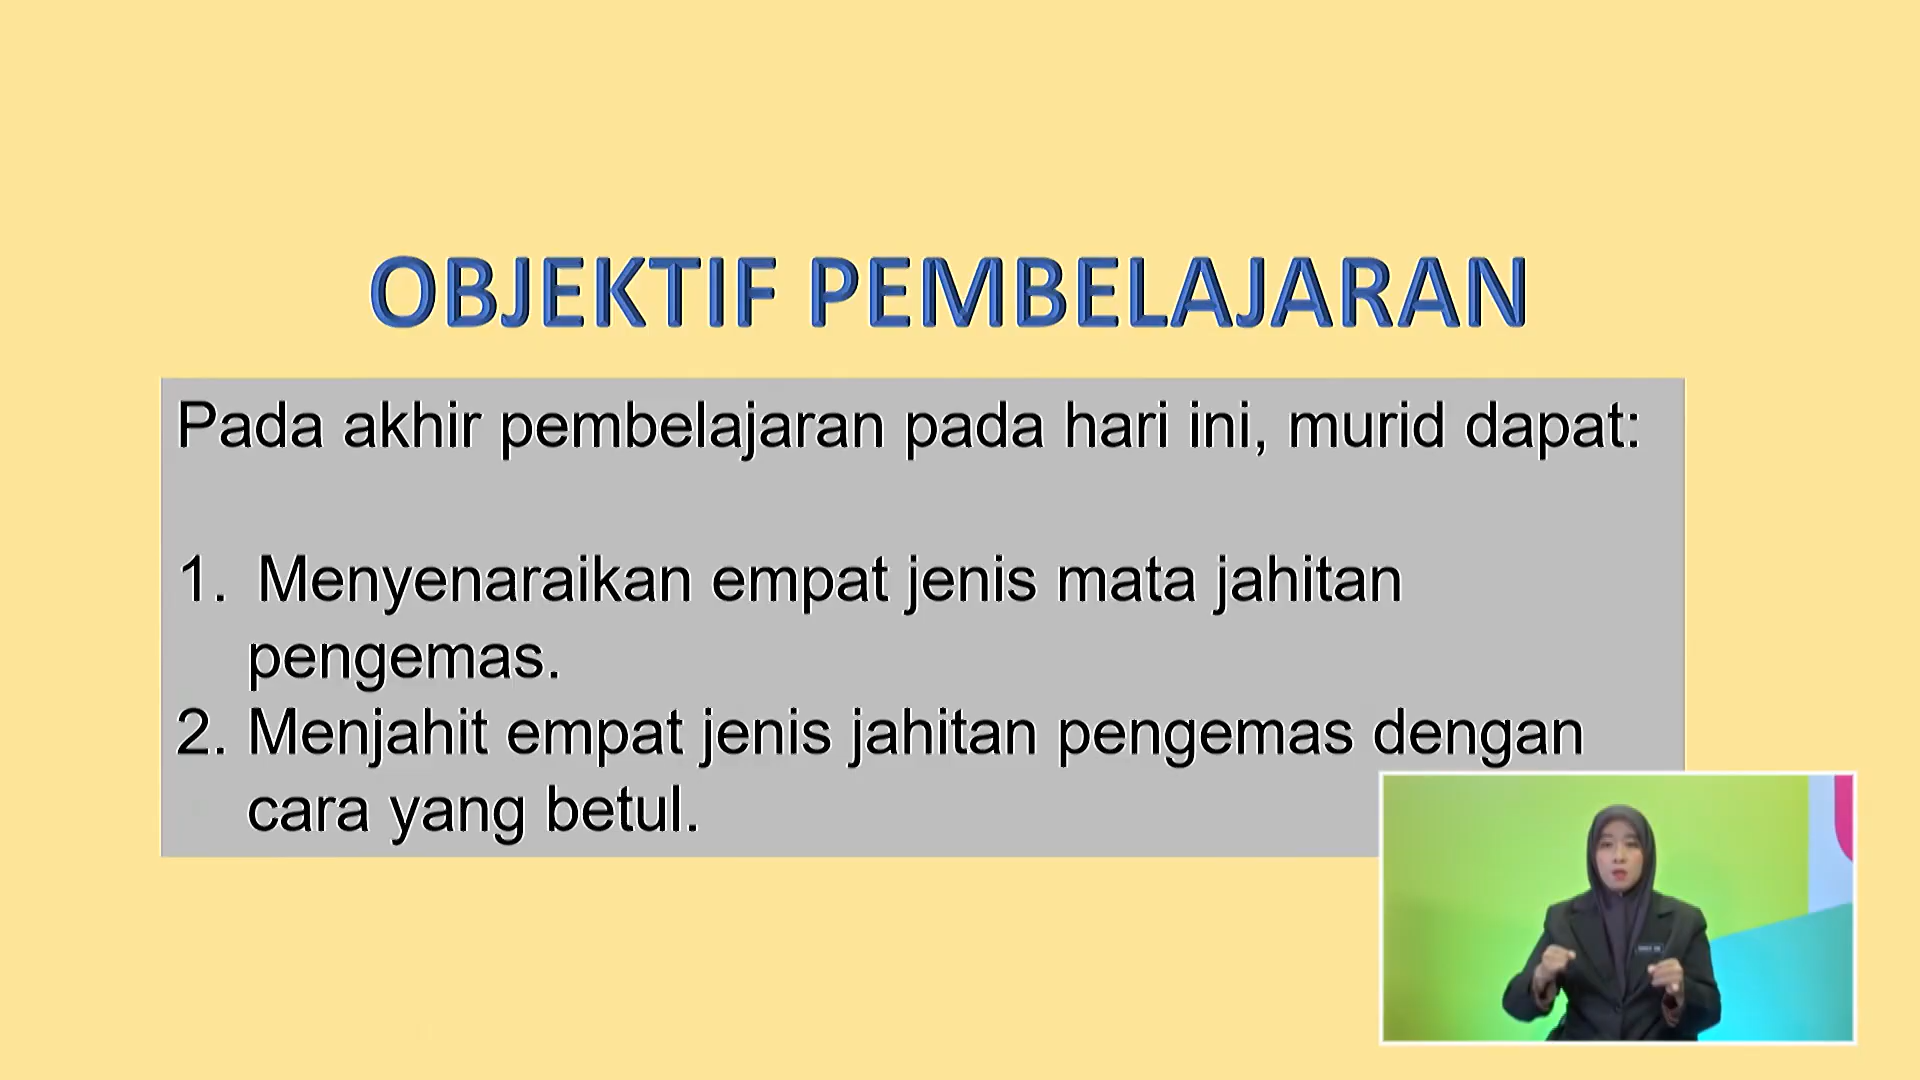 OBJEKTIF PEMBELAJARAN
Pada akhir pembelajaran pada hari ini, murid dapat:
1. Menyenaraikan empat jenis mata jahitan
pengemas.
2. Menjahit empat jenis jahitan pengemas dengan
cara yang betul.